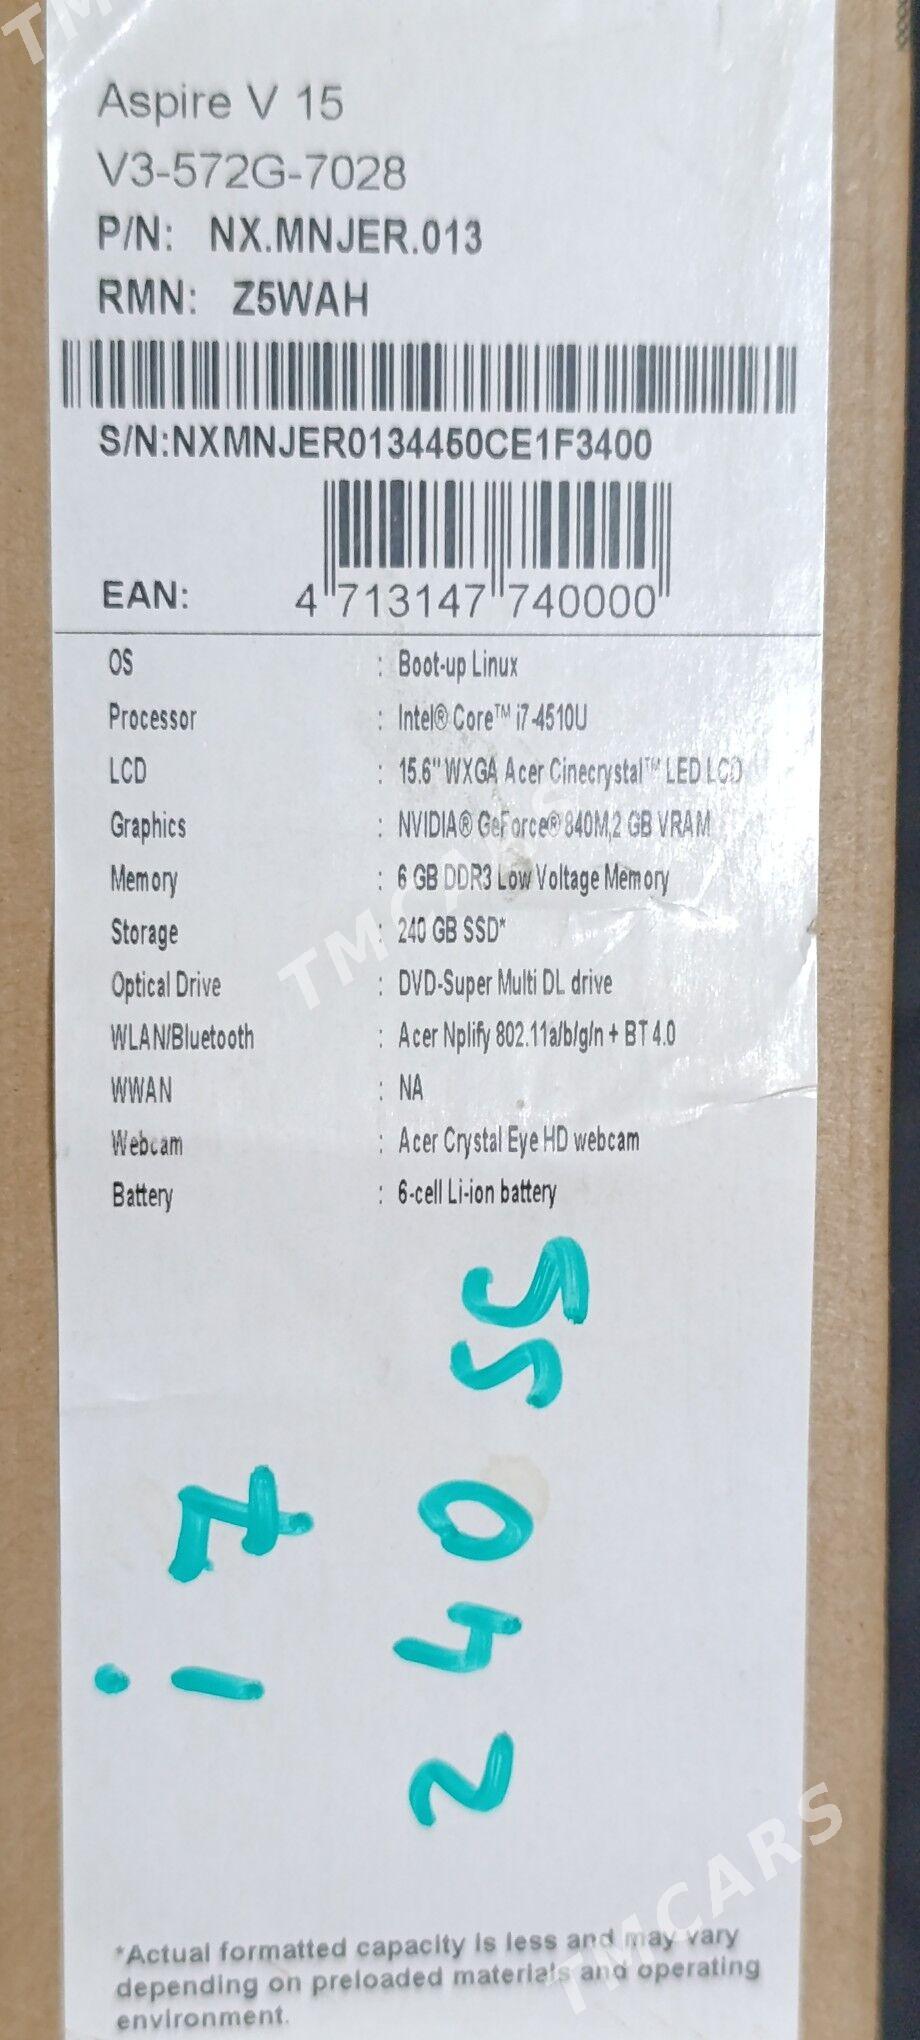 Aspire V 15
V3-572G-7028
P/N: NX.MNJER.013
RMN: Z5WAH
S/N:NXMNJER0134450CE1F3400
EAN: 4 713147 740000
OS : Boot-up Linux
Processor : Intel® Core™ i7-4510U
LCD : 15.6" WXGA Acer Cinecrystal™ LED LCD
Graphics : NVIDIA® GeForce® 840M,2 GB VRAM
Memory : 6 GB DDR3 Low Voltage Memory
Storage : 240 GB SSD*
Optical Drive : DVD-Super Multi DL drive
WLAN/Bluetooth : Acer Nplify 802.11a/b/g/n + BT 4.0
WWAN : NA
Webcam : Acer Crystal Eye HD webcam
Battery : 6-cell Li-ion battery
i7
240 SS
*Actual formatted capacity is less and may vary
depending on preloaded materials and operating
environment.
TMCARS
TMCARS